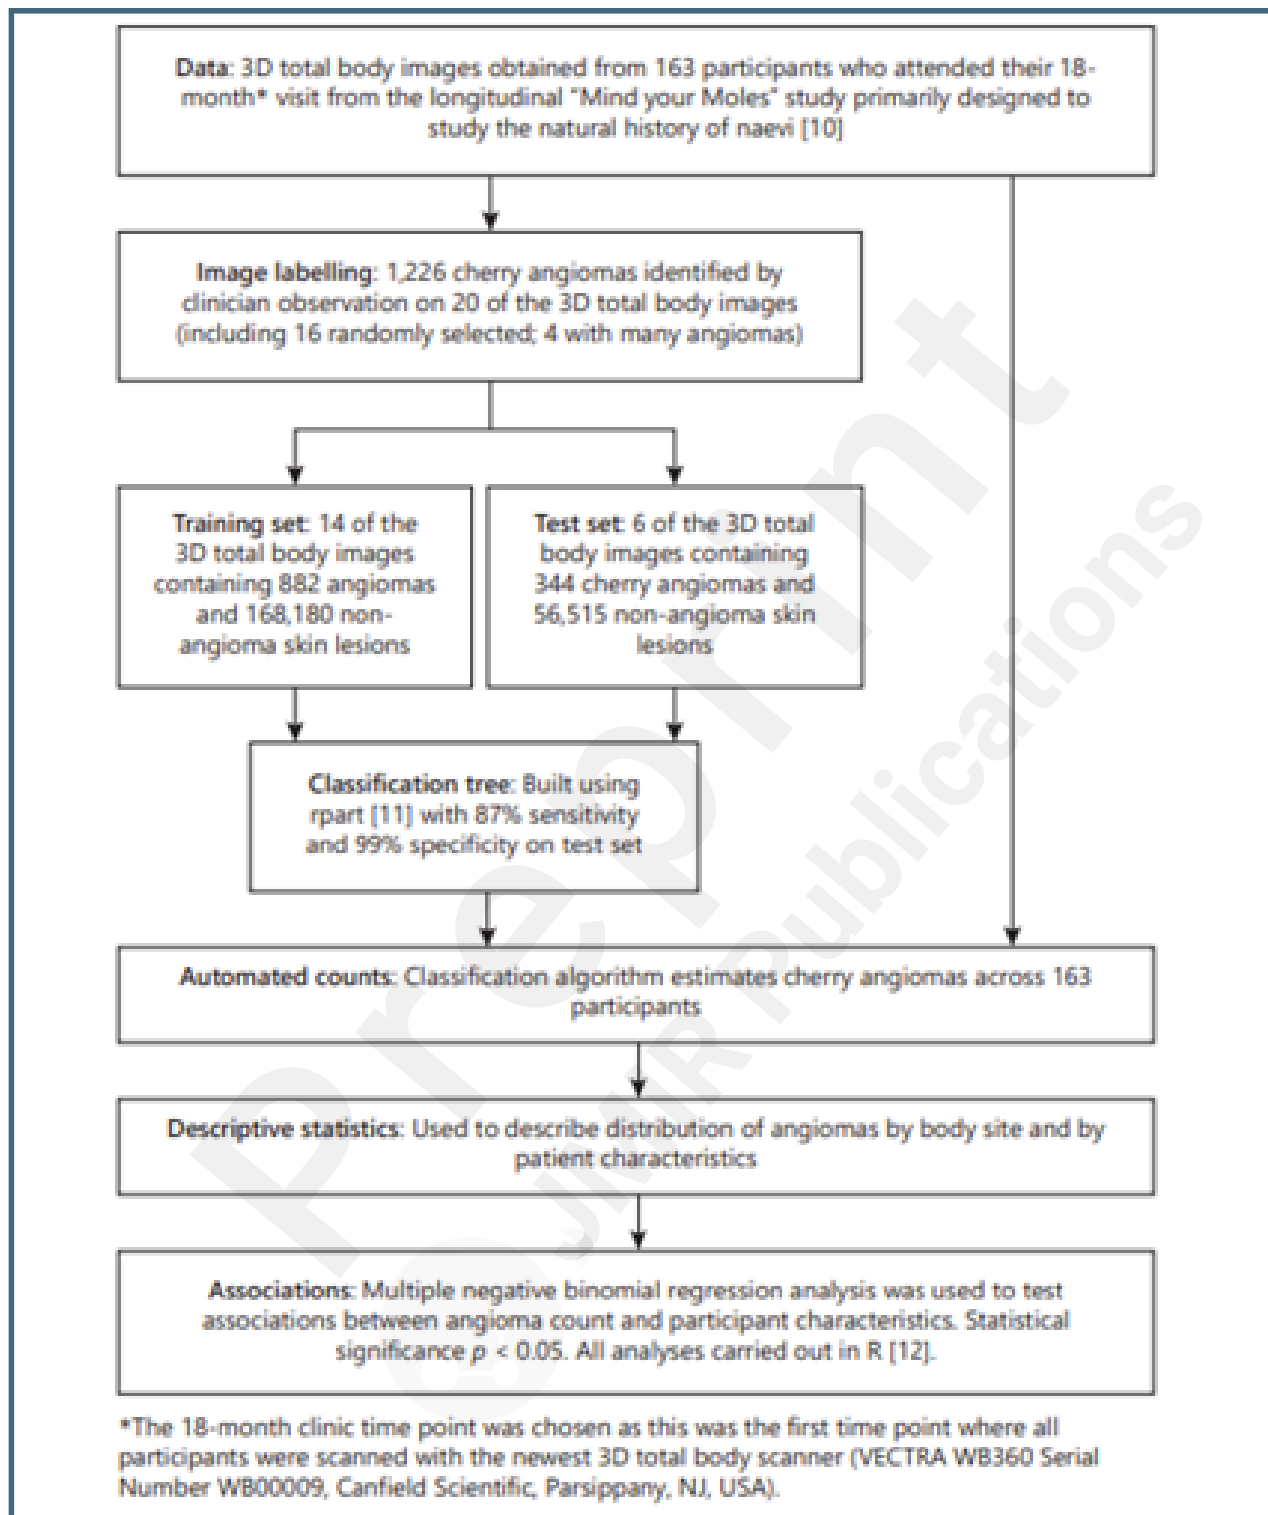 Data: 3D total body images obtained from 163 participants who attended their 18-
month* visit from the longitudinal "Mind your Moles" study primarily designed to
study the natural history of naevi [10]
Image labelling: 1,226 cherry angiomas identified by
clinician observation on 20 of the 3D total body images
(including 16 randomly selected; 4 with many angiomas)
Training set: 14 of the
3D total body images
containing 882 angiomas
and 168,180 non-
angioma skin lesions
Test set: 6 of the 3D total
body images containing
344 cherry angiomas and
56,515 non-angioma skin
lesions
Classification tree: Built using
rpart [11] with 87% sensitivity
and 99% specificity on test set
Automated counts: Classification algorithm estimates cherry angiomas across 163
participants
Descriptive statistics: Used to describe distribution of angiomas by body site and by
patient characteristics
Associations: Multiple negative binomial regression analysis was used to test
associations between angioma count and participant characteristics. Statistical
significance p < 0.05. All analyses carried out in R [12].
*The 18-month clinic time point was chosen as this was the first time point where all
participants were scanned with the newest 3D total body scanner (VECTRA WB360 Serial
Number WB00009, Canfield Scientific, Parsippany, NJ, USA).
Preprint
JMIR Publications